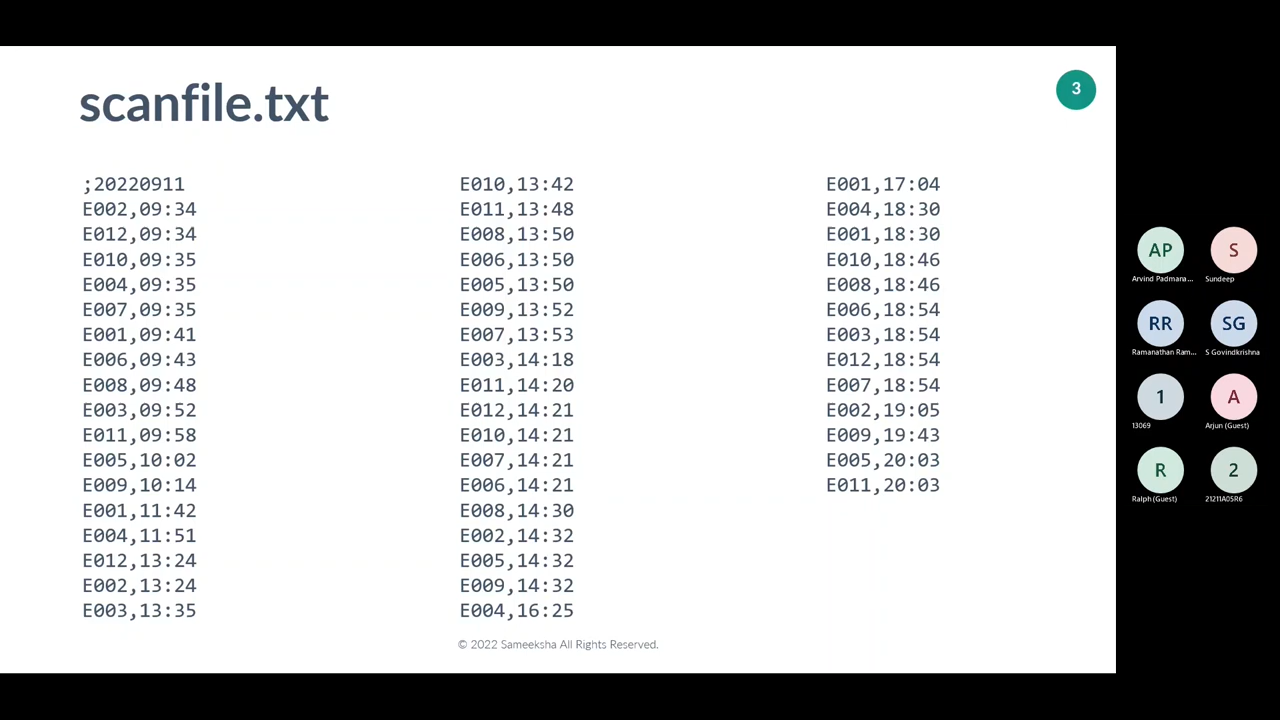 scanfile.txt
3
;20220911
E002,09:34
E012,09:34
E010,09:35
E004,09:35
E007,09:35
E001,09:41
E006,09:43
E008,09:48
E003,09:52
E011,09:58
E005,10:02
E009,10:14
E001,11:42
E004,11:51
E012,13:24
E002,13:24
E003,13:35
E010,13:42
E011,13:48
E008,13:50
E006,13:50
E005,13:50
E009,13:52
E007,13:53
E003,14:18
E011,14:20
E012,14:21
E010,14:21
E007,14:21
E006,14:21
E008,14:30
E002,14:32
E005,14:32
E009,14:32
E004,16:25
E001,17:04
E004,18:30
E001,18:30
E010,18:46
E008,18:46
E006,18:54
E003,18:54
E012,18:54
E007,18:54
E002,19:05
E009,19:43
E005,20:03
E011,20:03
© 2022 Sameeksha All Rights Reserved.
AP
Arvind Padmana...
S
Sundeep
RR
Ramanathan Ram...
SG
S Govindkrishna
1
13069
A
Arjun (Guest)
R
Ralph (Guest)
2
21211A05R6